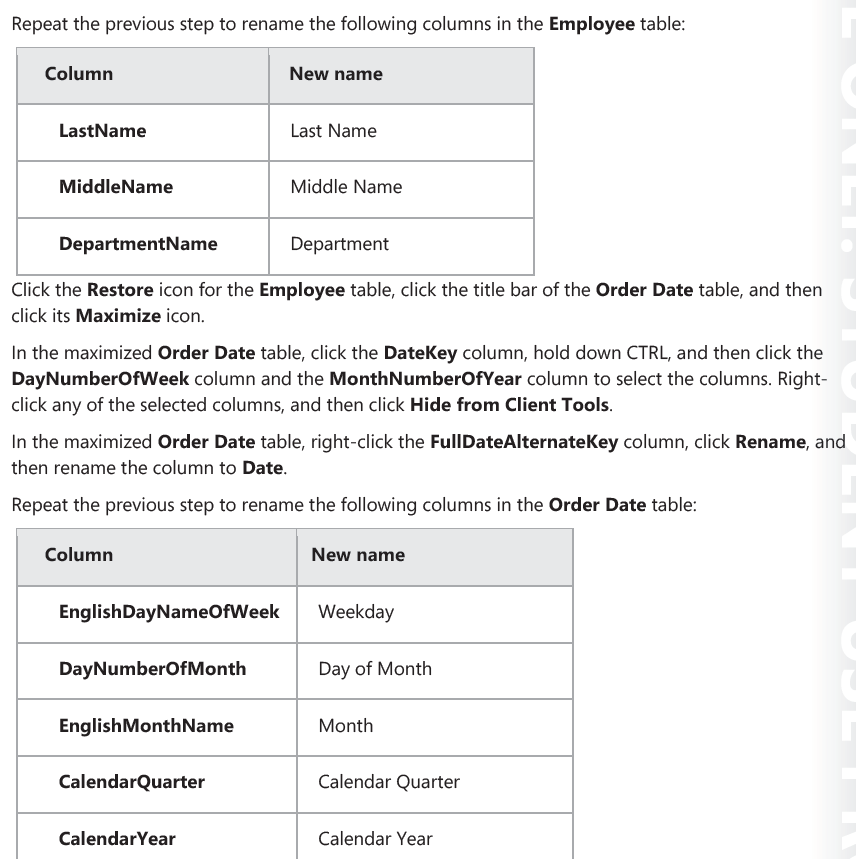 Repeat the previous step to rename the following columns in the Employee table:
Column New name
LastName Last Name
MiddleName Middle Name
DepartmentName Department
Click the Restore icon for the Employee table, click the title bar of the Order Date table, and then
click its Maximize icon.
In the maximized Order Date table, click the DateKey column, hold down CTRL, and then click the
DayNumberOfWeek column and the MonthNumberOfYear column to select the columns. Right-
click any of the selected columns, and then click Hide from Client Tools.
In the maximized Order Date table, right-click the FullDateAlternateKey column, click Rename, and
then rename the column to Date.
Repeat the previous step to rename the following columns in the Order Date table:
Column New name
EnglishDayNameOfWeek Weekday
DayNumberOfMonth Day of Month
EnglishMonthName Month
CalendarQuarter Calendar Quarter
CalendarYear Calendar Year